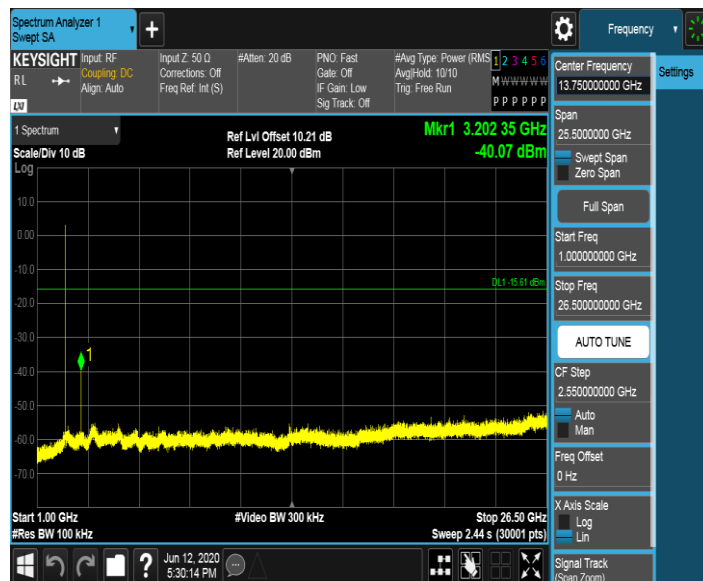 Spectrum Analyzer 1
Swept SA
Frequency
KEYSIGHT
RL
LXI
Input: RF
Coupling: DC
Align: Auto
Input Z: 50 Ω
Corrections: Off
Freq Ref: Int (S)
#Atten: 20 dB
PNO: Fast
Gate: Off
IF Gain: Low
Sig Track: Off
#Avg Type: Power (RMS
Avg|Hold: 10/10
Trig: Free Run
1 2 3 4 5 6
M W W W W W
P P P P P P
1 Spectrum
Scale/Div 10 dB
Ref Lvl Offset 10.21 dB
Ref Level 20.00 dBm
Mkr1 3.202 35 GHz
-40.07 dBm
Log
10.0
0.00
-10.0
-20.0
-30.0
-40.0
-50.0
-60.0
-70.0
DL1 -15.61 dBm
1
Start 1.00 GHz
#Res BW 100 kHz
#Video BW 300 kHz
Stop 26.50 GHz
Sweep 2.44 s (30001 pts)
Jun 12, 2020
5:30:14 PM
?
Center Frequency
13.750000000 GHz
Settings
Span
25.5000000 GHz
Swept Span
Zero Span
Full Span
Start Freq
1.000000000 GHz
Stop Freq
26.500000000 GHz
AUTO TUNE
CF Step
2.550000000 GHz
Auto
Man
Freq Offset
0 Hz
X Axis Scale
Log
Lin
Signal Track
(Span Zoom)